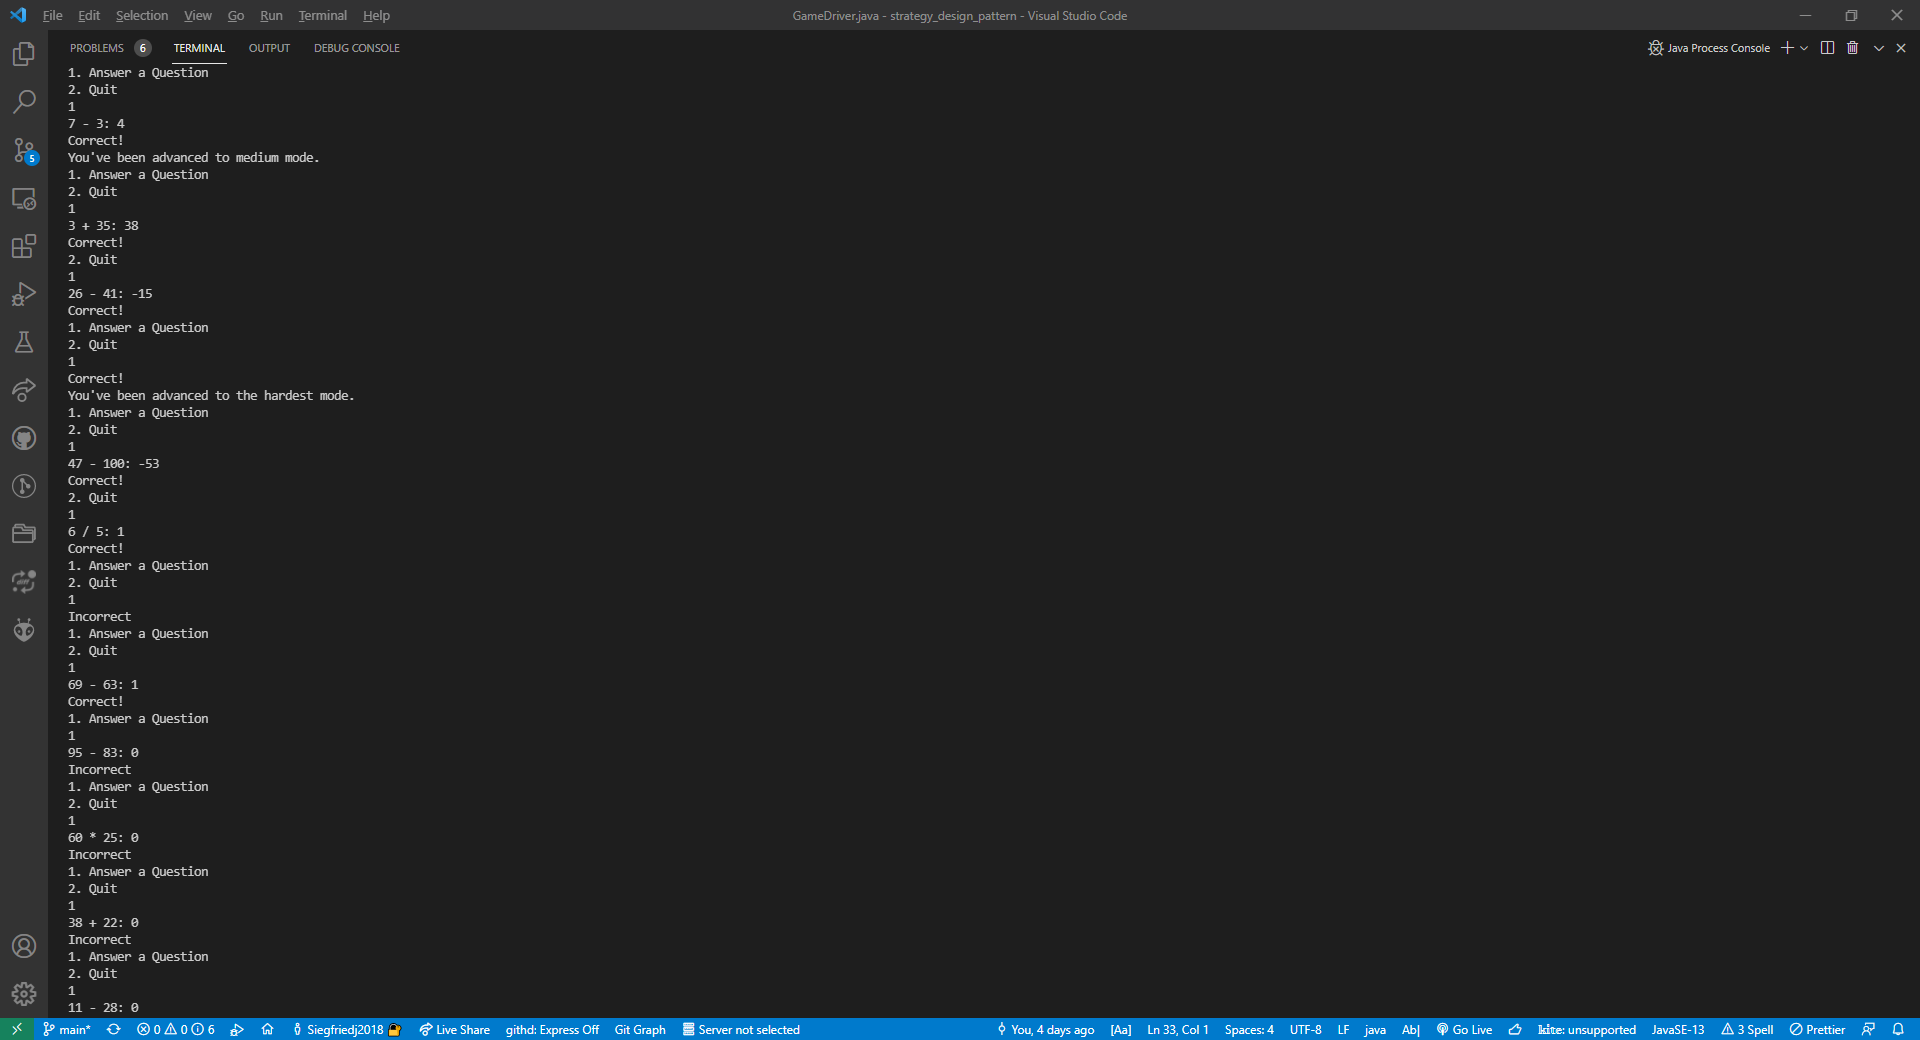 File Edit Selection View Go Run Terminal Help GameDriver.java - strategy_design_pattern - Visual Studio Code
PROBLEMS 6 TERMINAL OUTPUT DEBUG CONSOLE Java Process Console
1. Answer a Question
2. Quit
1
7 - 3: 4
Correct!
You've been advanced to medium mode.
1. Answer a Question
2. Quit
1
3 + 35: 38
Correct!
2. Quit
1
26 - 41: -15
Correct!
1. Answer a Question
2. Quit
1
Correct!
You've been advanced to the hardest mode.
1. Answer a Question
2. Quit
1
47 - 100: -53
Correct!
2. Quit
1
6 / 5: 1
Correct!
1. Answer a Question
2. Quit
1
Incorrect
1. Answer a Question
2. Quit
1
69 - 63: 1
Correct!
1. Answer a Question
1
95 - 83: 0
Incorrect
1. Answer a Question
2. Quit
1
60 * 25: 0
Incorrect
1. Answer a Question
2. Quit
1
38 + 22: 0
Incorrect
1. Answer a Question
2. Quit
1
11 - 28: 0
5
main* 0 0 6 Siegfriedj2018 Live Share githd: Express Off Git Graph Server not selected You, 4 days ago [Aa] Ln 33, Col 1 Spaces: 4 UTF-8 LF java Ab| Go Live kite: unsupported JavaSE-13 3 Spell Prettier